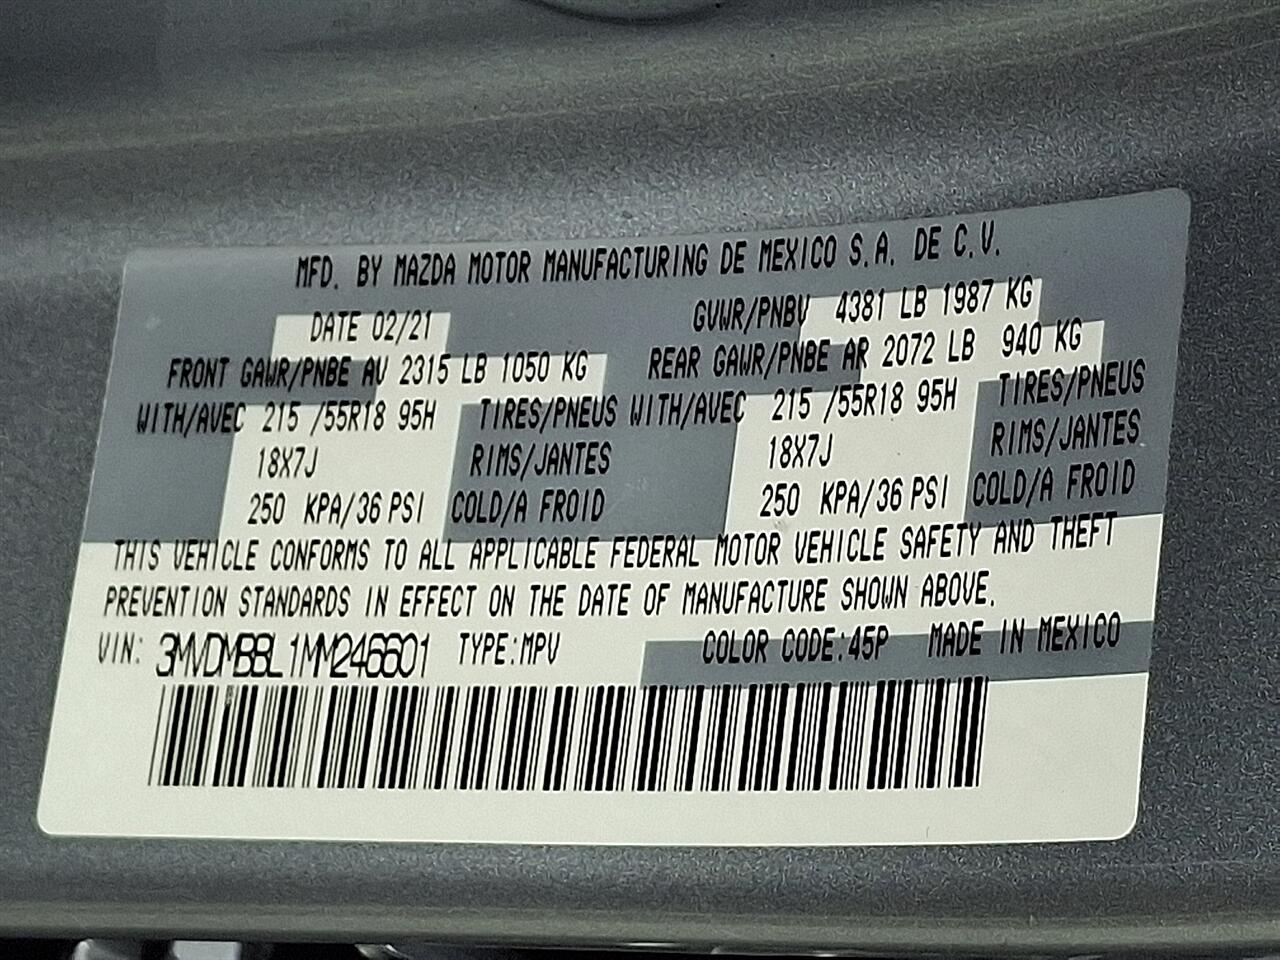 MFD. BY MAZDA MOTOR MANUFACTURING DE MEXICO S.A. DE C.V.
DATE 02/21 GVWR/PNBV 4381 LB 1987 KG
FRONT GAWR/PNBE AV 2315 LB 1050 KG REAR GAWR/PNBE AR 2072 LB 940 KG
WITH/AVEC 215 /55R18 95H TIRES/PNEUS WITH/AVEC 215 /55R18 95H TIRES/PNEUS
18X7J RIMS/JANTES 18X7J RIMS/JANTES
250 KPA/36 PSI COLD/A FROID 250 KPA/36 PSI COLD/A FROID
THIS VEHICLE CONFORMS TO ALL APPLICABLE FEDERAL MOTOR VEHICLE SAFETY AND THEFT
PREVENTION STANDARDS IN EFFECT ON THE DATE OF MANUFACTURE SHOWN ABOVE.
VIN: 3MVDMBBL1MM246601 TYPE:MPV COLOR CODE:45P MADE IN MEXICO